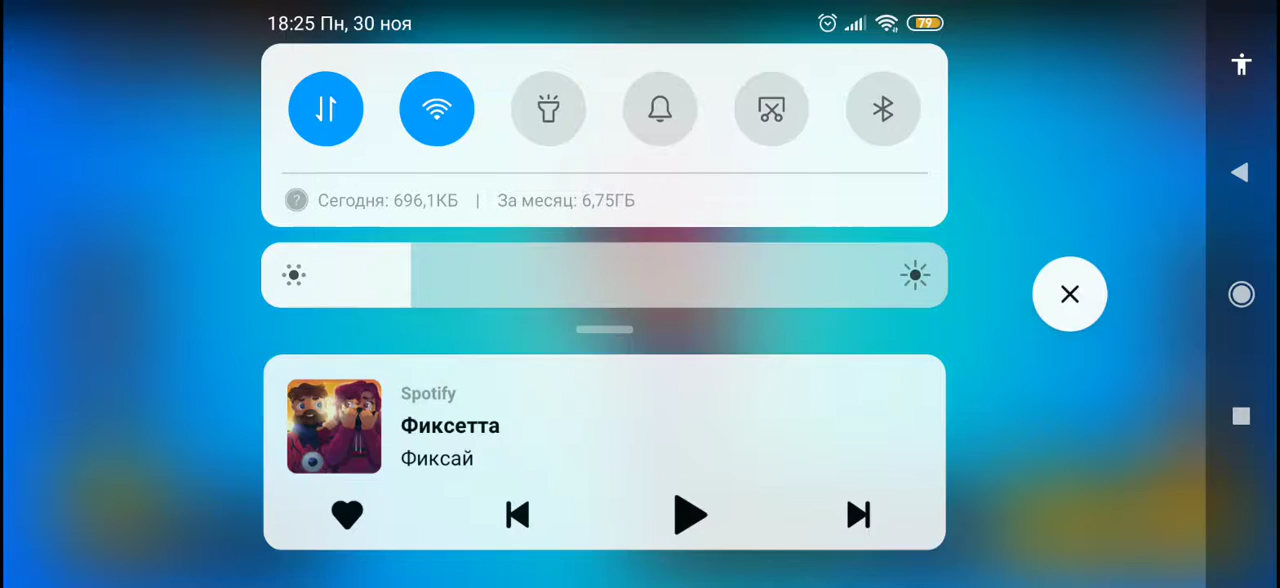 18:25 Пн, 30 ноя
79
Сегодня: 696,1КБ | За месяц: 6,75ГБ
Spotify
Фиксетта
Фиксай